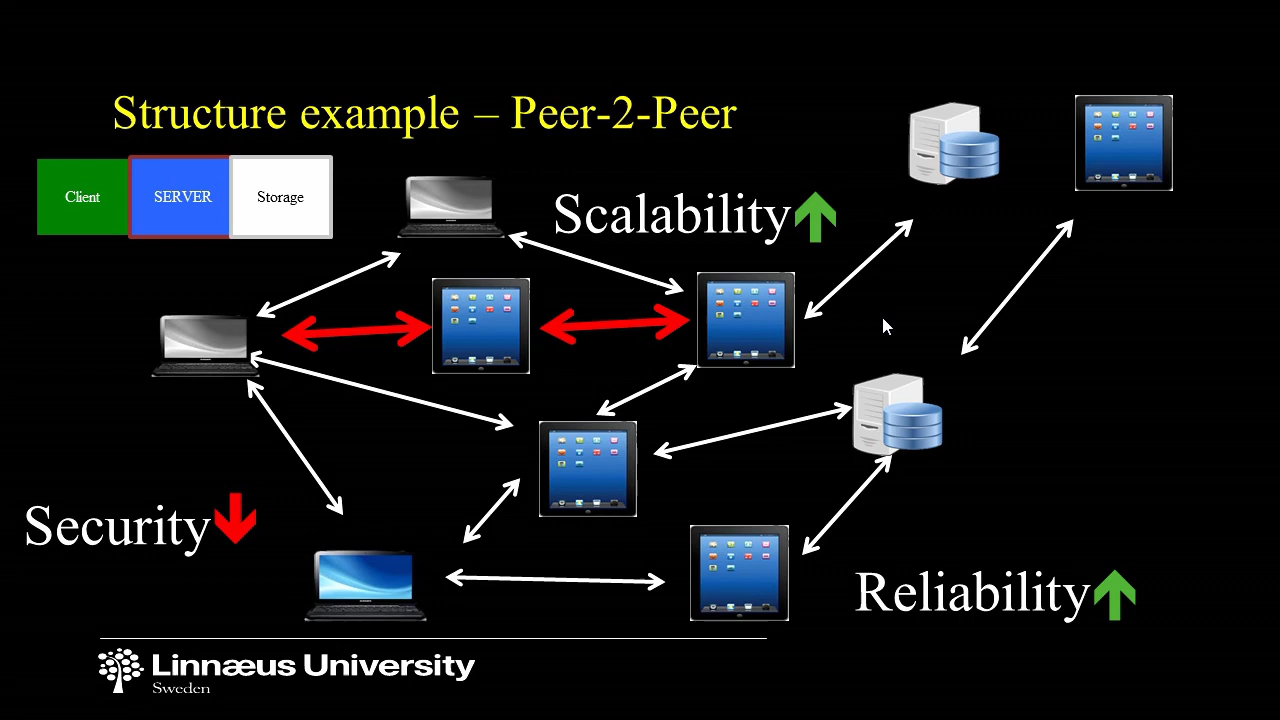 Structure example – Peer-2-Peer
Client
SERVER
Storage
Scalability
Security
Reliability
Linnæus University
Sweden